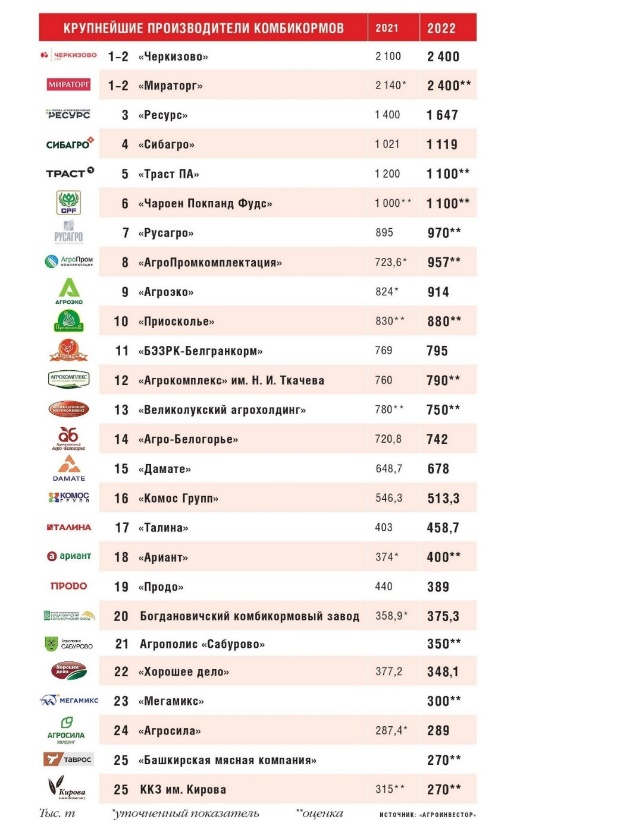 КРУПНЕЙШИЕ ПРОИЗВОДИТЕЛИ КОМБИКОРМОВ 2021 2022
ЧЕРКИЗОВО 1–2 «Черкизово» 2 100 2 400
МИРАТОРГ 1–2 «Мираторг» 2 140* 2 400**
РЕСУРС 3 «Ресурс» 1 400 1 647
СИБАГРО 4 «Сибагро» 1 021 1 119
ТРАСТ 5 «Траст ПА» 1 200 1 100**
CPF 6 «Чароен Покпанд Фудс» 1 000** 1 100**
РУСАГРО 7 «Русагро» 895 970**
АгроПром комплектация 8 «АгроПромкомплектация» 723,6* 957**
АГРОЭКО 9 «Агроэко» 824* 914
10 «Приосколье» 830** 880**
11 «БЭЗРК-Белгранкорм» 769 795
АГРОКОМПЛЕКС 12 «Агрокомплекс» им. Н. И. Ткачева 760 790**
13 «Великолукский агрохолдинг» 780** 750**
Агро-Белогорье 14 «Агро-Белогорье» 720,8 742
DAMATE 15 «Дамате» 648,7 678
КОМОС ГРУПП 16 «Комос Групп» 546,3 513,3
ТАЛИНА 17 «Талина» 403 458,7
ариант 18 «Ариант» 374* 400**
ПРОDО 19 «Продо» 440 389
20 Богдановичский комбикормовый завод 358,9* 375,3
Агрополис САБУРОВО 21 Агрополис «Сабурово» 350**
Хорошее дело 22 «Хорошее дело» 377,2 348,1
МЕГАМИКС 23 «Мегамикс» 300**
АГРОСИЛА ХОЛДИНГ 24 «Агросила» 287,4* 289
ТАВРОС 25 «Башкирская мясная компания» 270**
Кирова 25 ККЗ им. Кирова 315** 270**
Тыс. т *уточненный показатель **оценка ИСТОЧНИК: «АГРОИНВЕСТОР»